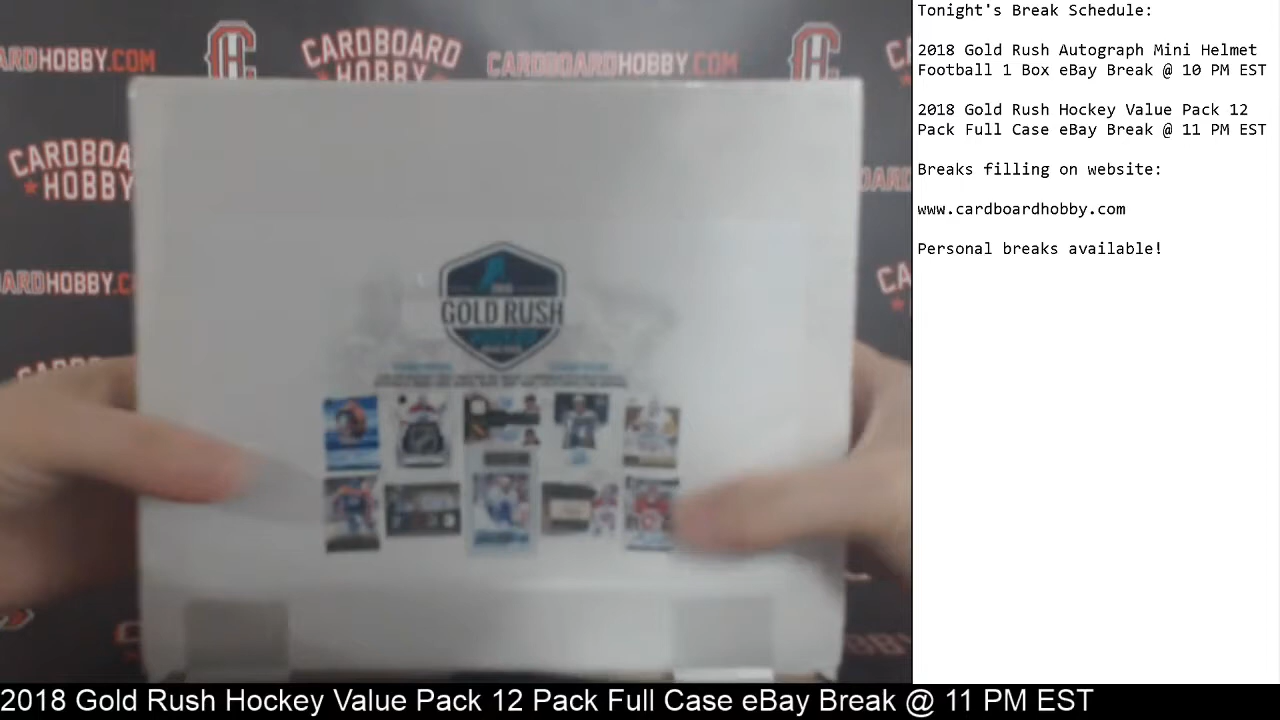 ARDHOBBY.COM
CARDBOARD
HOBBY
CARDBOARDHOBBY.COM
CARDBOA
HOBBY
ARDHOBBY.C
GOLD RUSH
Tonight's Break Schedule:
2018 Gold Rush Autograph Mini Helmet
Football 1 Box eBay Break @ 10 PM EST
2018 Gold Rush Hockey Value Pack 12
Pack Full Case eBay Break @ 11 PM EST
Breaks filling on website:
www.cardboardhobby.com
Personal breaks available!
2018 Gold Rush Hockey Value Pack 12 Pack Full Case eBay Break @ 11 PM EST